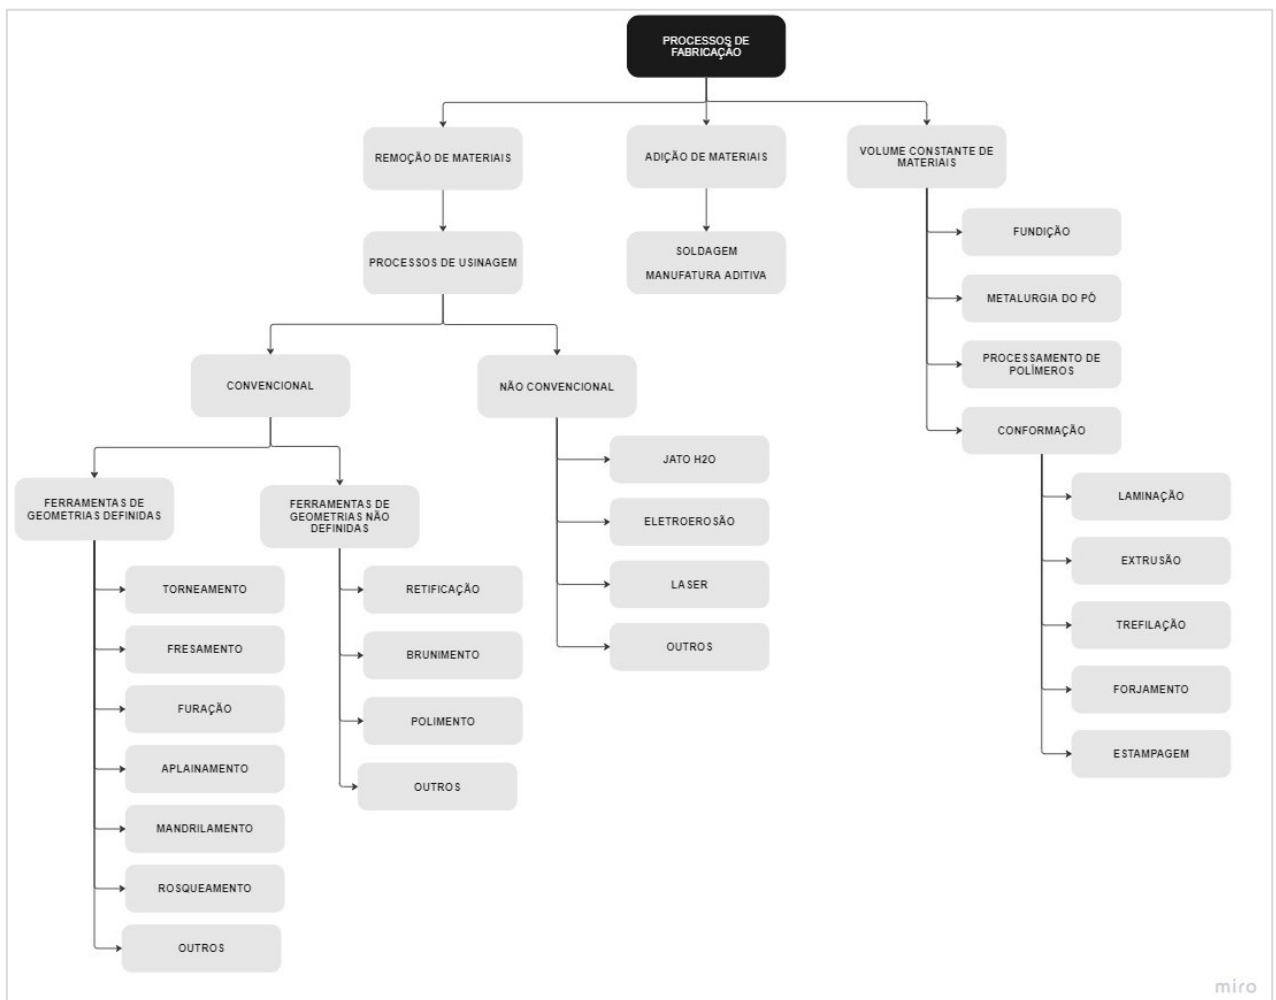 PROCESSOS DE
FABRICAÇÃO
REMOÇÃO DE MATERIAIS
ADIÇÃO DE MATERIAIS
VOLUME CONSTANTE DE
MATERIAIS
PROCESSOS DE USINAGEM
SOLDAGEM
MANUFATURA ADITIVA
FUNDIÇÃO
METALURGIA DO PÓ
PROCESSAMENTO DE
POLÍMEROS
CONFORMAÇÃO
CONVENCIONAL
NÃO CONVENCIONAL
FERRAMENTAS DE
GEOMETRIAS DEFINIDAS
FERRAMENTAS DE
GEOMETRIAS NÃO
DEFINIDAS
TORNEAMENTO
FRESAMENTO
FURAÇÃO
APLAINAMENTO
MANDRILAMENTO
ROSQUEAMENTO
OUTROS
RETIFICAÇÃO
BRUNIMENTO
POLIMENTO
OUTROS
JATO H2O
ELETROEROSÃO
LASER
OUTROS
LAMINAÇÃO
EXTRUSÃO
TREFILAÇÃO
FORJAMENTO
ESTAMPAGEM
miro